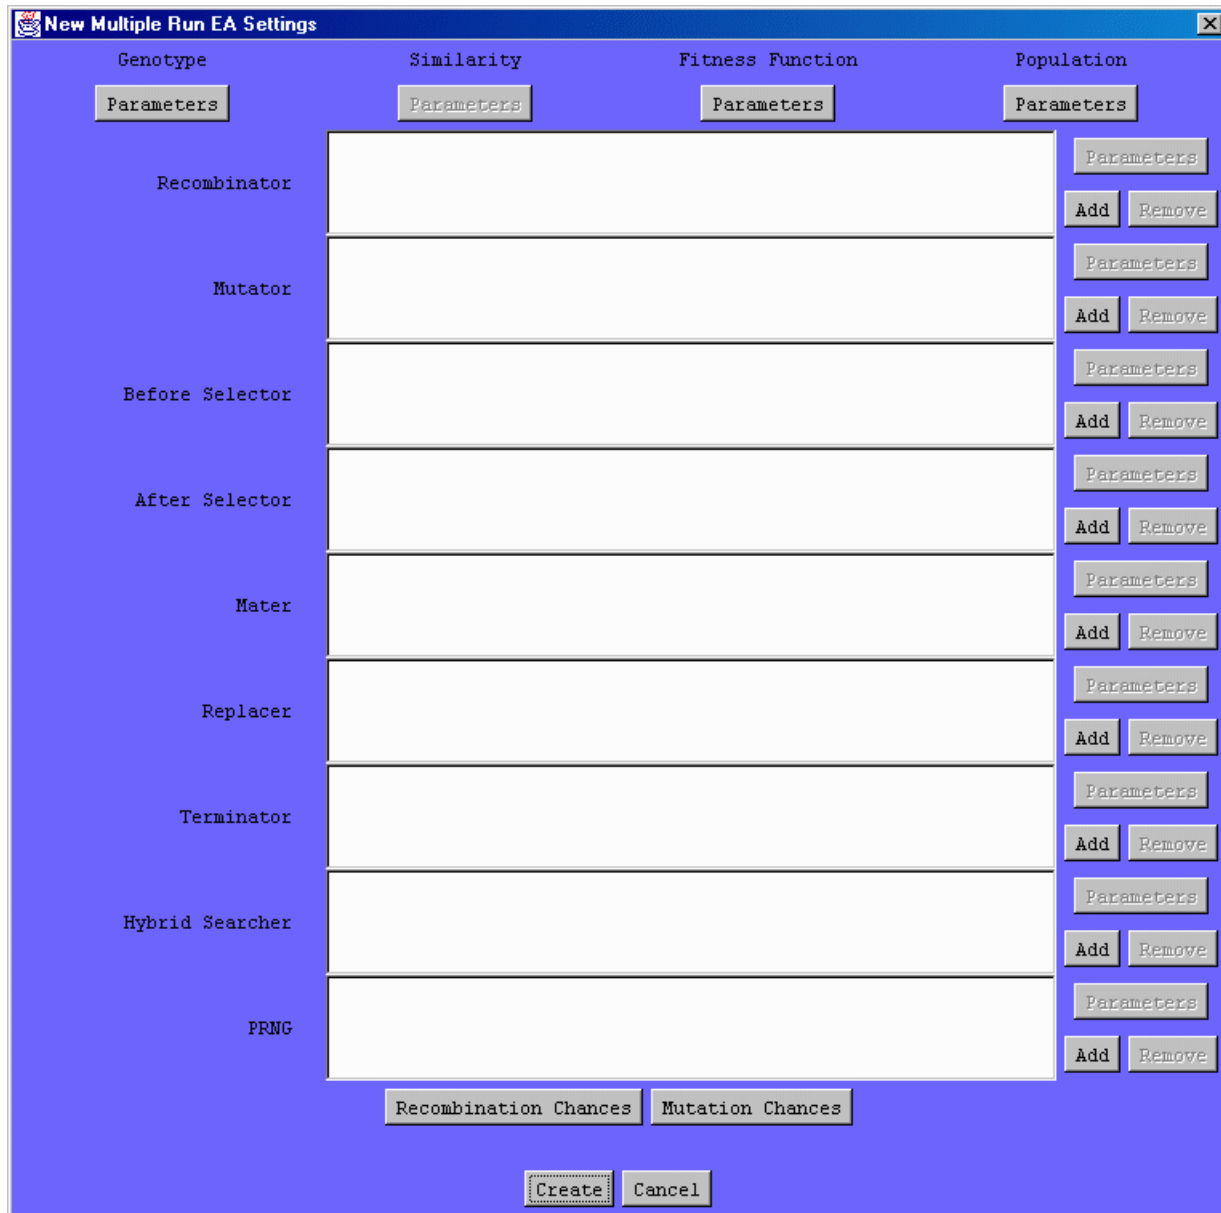 New Multiple Run EA Settings
Genotype Similarity Fitness Function Population
Parameters Parameters Parameters Parameters
Parameters
Recombinator
Add Remove
Parameters
Mutator
Add Remove
Parameters
Before Selector
Add Remove
Parameters
After Selector
Add Remove
Parameters
Mater
Add Remove
Parameters
Replacer
Add Remove
Parameters
Terminator
Add Remove
Parameters
Hybrid Searcher
Add Remove
Parameters
PRNG
Add Remove
Recombination Chances Mutation Chances
Create Cancel